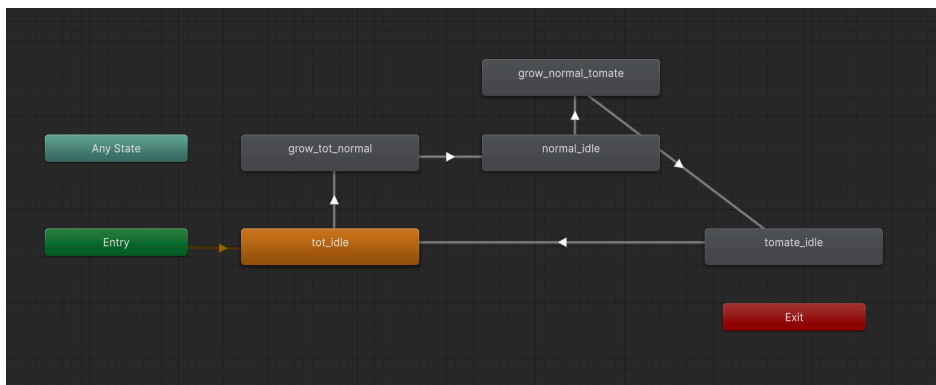 grow_normal_tomate
Any State
grow_tot_normal
normal_idle
Entry
tot_idle
tomate_idle
Exit